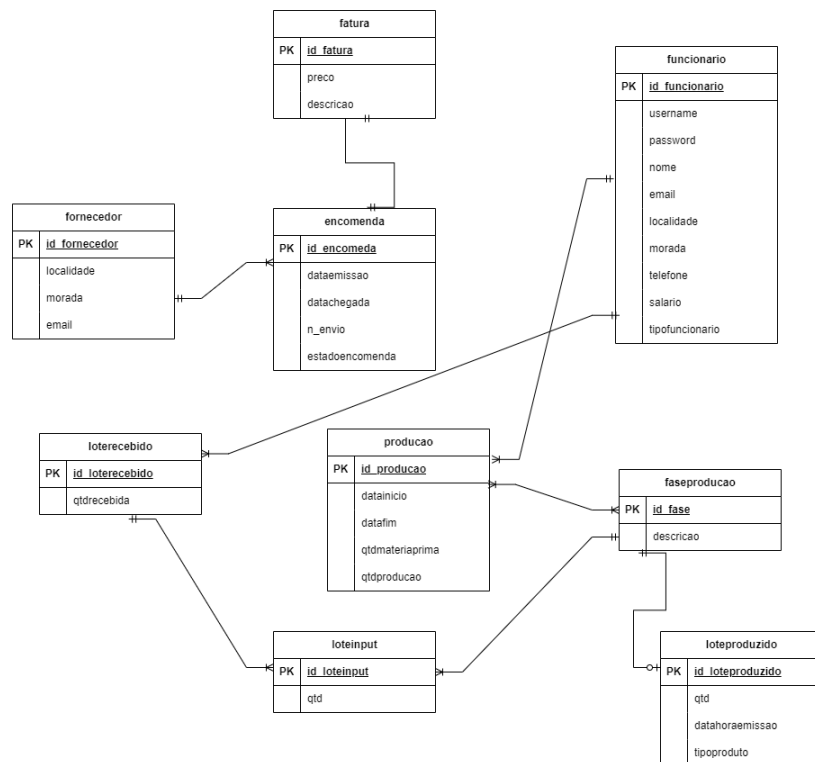 fatura
PK id_fatura
preco
descricao
funcionario
PK id_funcionario
username
password
nome
email
localidade
morada
telefone
salario
tipofuncionario
fornecedor
PK id_fornecedor
localidade
morada
email
encomenda
PK id_encomeda
dataemissao
datachegada
n_envio
estadoencomenda
loterecebido
PK id_loterecebido
qtdrecebida
producao
PK id_producao
datainicio
datafim
qtdmateriaprima
qtdproducao
faseproducao
PK id_fase
descricao
loteinput
PK id_loteinput
qtd
loteproduzido
PK id_loteproduzido
qtd
datahoraemissao
tipoproduto